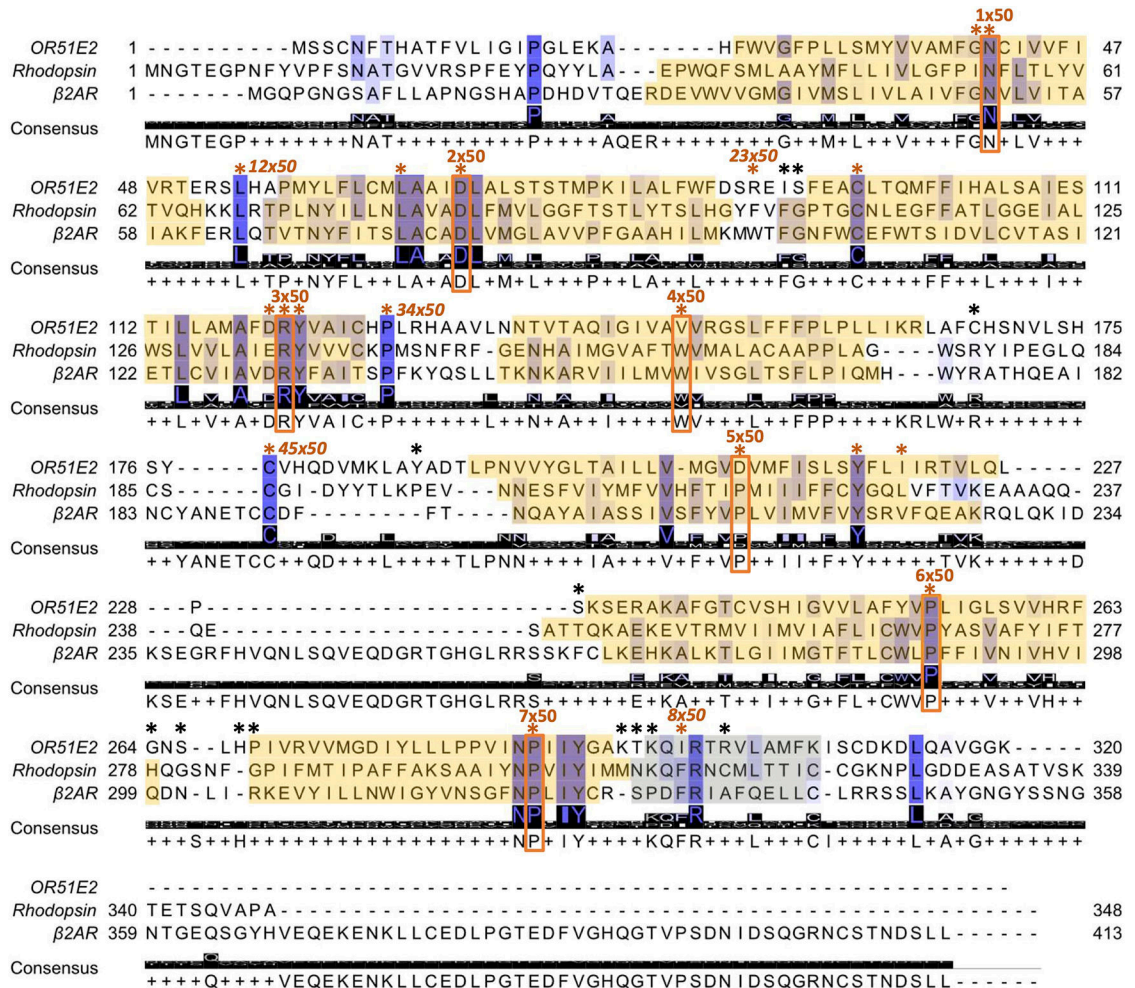 1x50
* *
OR51E2 1 ----------MSSCNFTHATFVLIGIPGLEKA-------HFWVGFPLLSMYVVAMFGNCIVVFI 47
Rhodopsin 1 MNGTEGPNFYVPFSNATGVVRSPFEYPQYYLA---EPWQFSMLAAYMFLLIVLGFPINFLTLYV 61
β2AR 1 -------MGQPGNGSAFLLAPNGSHAPDHDVTQERDEVWVVGMGIVMSLIVLAIVFGNVLVITA 57
Consensus MNGTEGP+++++++NAT+++++++++P++++AQER++++++++G++M+L++V+++FGN+LV+++
* 12x50 * 2x50 * 23x50 * * * *
OR51E2 48 VRTERSLHAPMYLFLCMLAAIDLALSTSTMPKILALFWFDSREISFEACLTQMFFIHALSAIES 111
Rhodopsin 62 TVQHKKLRTPLNYILLNLAVADLFMVLGGFTSTLYTSLHGYFVFGPTGCNLEGFFATLGGEIAL 125
β2AR 58 IAKFERLQTVTNYFITSLACADLVMGLAVVPFGAAHILMKMWTFGNFWCEFWTSIDVLCVTASI 121
Consensus ++++++L+TP+NYFL++LA+ADL+M+L+++P++LA++L+++++FG+++C++++FF++L+++I++
3x50 * * * * 34x50 4x50 * *
OR51E2 112 TILLAMAFDRYVAICHPLRHAAVLNNTVTAQIGIVAVVRGSLFFFPLPLLIKRLAFCHSNVLSH 175
Rhodopsin 126 WSLVVLAIERYVVVCKPMSNFRF-GENHAIMGVAFTWVMALACAAPPLAG----WSRYIPEGLQ 184
β2AR 122 ETLCVIAVDRYFAITSPFKYQSLLTKNKARVIILMVWIVSGLTSFLPIQMH---WYRATHQEAI 182
Consensus ++L+V+A+DRYVAIC+P++++++L++N+A++I++++W+V++L++FPP++++KRLW+R+++++++
* 45x50 * 5x50 * * *
OR51E2 176 SY------CVHQDVMKLAYADTLPNVVYGLTAILLV-MGVDVMFISLSYFLIIRTVLQL----- 227
Rhodopsin 185 CS------CGI-DYYTLKPEV---NNESFVIYMFVVHFTIPMIIIFFCYGQLVFTVKEAAAQQ- 237
β2AR 183 NCYANETCCDF--------FT----NQAYAIASSIVSFYVPLVIMVFVYSRVFQEAKRQLQKID 234
Consensus ++YANETCC++QD+++L++++TLPNN++++IA+++V+F+VP++II+F+Y+++++TVK++++++D
* 6x50 *
OR51E2 228 ---P-------------------------SKSERAKAFGTCVSHIGVVLAFYVPLIGLSVVHRF 263
Rhodopsin 238 ---QE---------------------SATTQKAEKEVTRMVIIMVIAFLICWVPYASVAFYIFT 277
β2AR 235 KSEGRFHVQNLSQVEQDGRTGHGLRRSSKFCLKEHKALKTLGIIMGTFTLCWLPFFIVNIVHVI 298
Consensus KSE++FHVQNLSQVEQDGRTGHGLRRS++++++E+KA++T++I+G+FL+CWVP+++V++VH++
* * * * 7x50 * * * * 8x50 * *
OR51E2 264 GNS--LHPIVRVVMGDIYLLLPPVINPIIYGAKTKQIRTRVLAMFKISCDKDLQAVGGK---- 320
Rhodopsin 278 HQGSNF-GPIFMTIPAFFAKSAAIYNPVIYIMMNKQFRNCMLTTIC-CGKNPLGDDEASATVSK 339
β2AR 299 QDN-LI-RKEVYILLNWIGYVNSGFNPLIYCR-SPDFRIAFQELLC-LRRSSLKAYGNGYSSNG 358
Consensus +++S++H++++++++++++++++++NP+IY++++KQFR+++L+++CI+++++L+A+G+++++++
OR51E2 -----------------------------------------------------------
Rhodopsin 340 TETSQVAPA---------------------------------------------------- 348
β2AR 359 NTGEQSGYHVEQEKENKLLCEDLPGTEDFVGHQGTVPSDNIDSQGRNCSTNDSLL------ 413
Consensus ++++Q++++VEQEKENKLLCEDLPGTEDFVGHQGTVPSDNIDSQGRNCSTNDSLL------